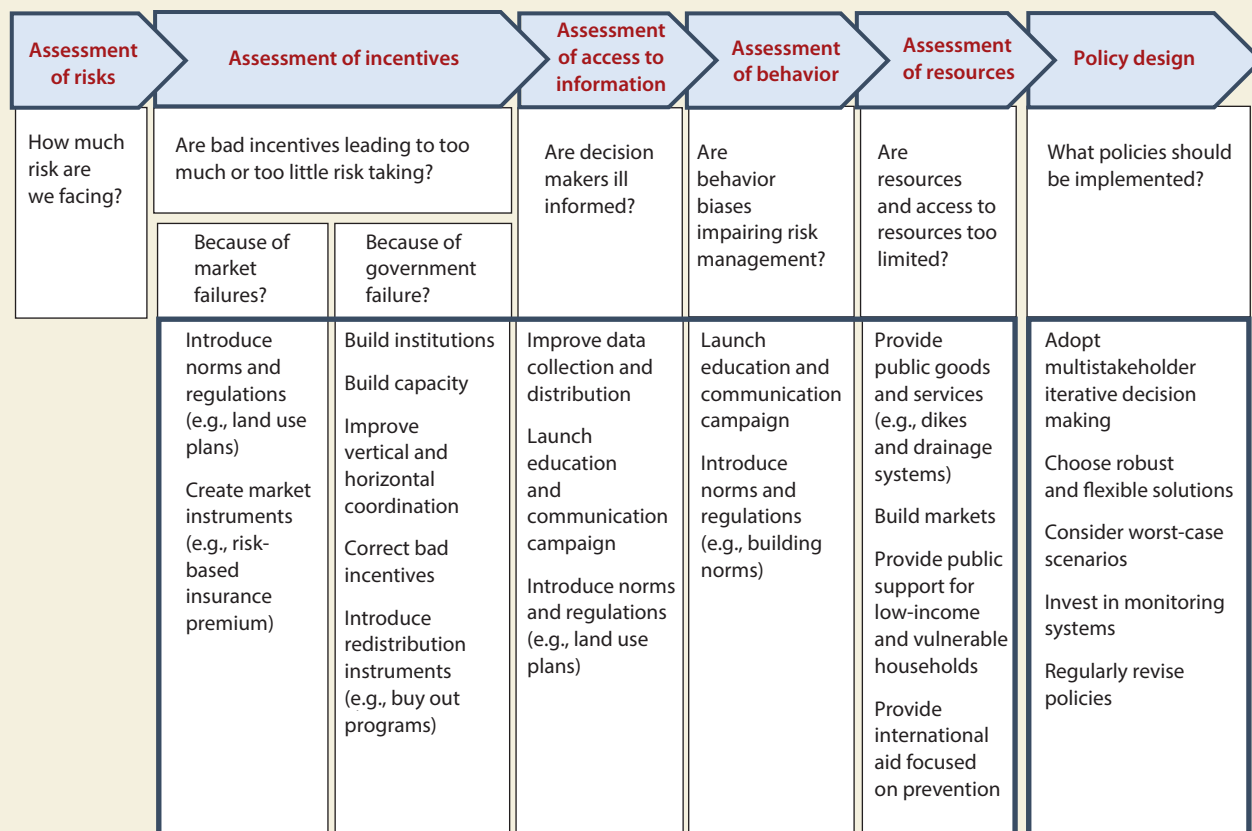 Assessment
of risks
Assessment of incentives
Assessment
of access to
information
Assessment
of behavior
Assessment
of resources
Policy design
How much
risk are
we facing?
Are bad incentives leading to too
much or too little risk taking?
Because of
market
failures?
Because of
government
failure?
Are decision
makers ill
informed?
Are
behavior
biases
impairing risk
management?
Are
resources
and access to
resources too
limited?
What policies should
be implemented?
Introduce
norms and
regulations
(e.g., land use
plans)
Create market
instruments
(e.g., risk-
based
insurance
premium)
Build institutions
Build capacity
Improve
vertical and
horizontal
coordination
Correct bad
incentives
Introduce
redistribution
instruments
(e.g., buy out
programs)
Improve data
collection and
distribution
Launch
education
and
communication
campaign
Introduce norms
and regulations
(e.g., land use
plans)
Launch
education and
communication
campaign
Introduce
norms and
regulations
(e.g., building
norms)
Provide
public goods
and services
(e.g., dikes
and drainage
systems)
Build markets
Provide public
support for
low-income
and vulnerable
households
Provide
international
aid focused
on prevention
Adopt
multistakeholder
iterative decision
making
Choose robust
and flexible solutions
Consider worst-case
scenarios
Invest in monitoring
systems
Regularly revise
policies